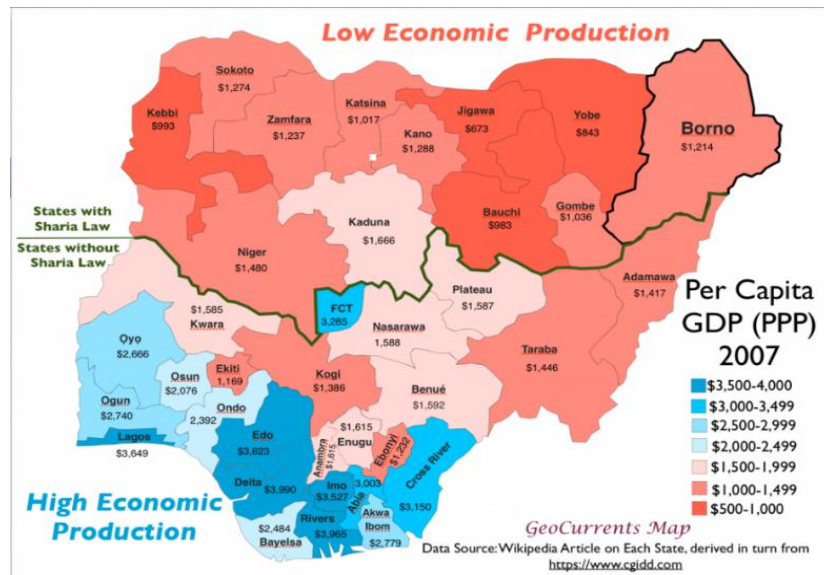 Low Economic Production
Sokoto
$1,274
Kebbi
$993
Zamfara
$1,237
Katsina
$1,017
Kano
$1,288
Jigawa
$673
Yobe
$843
Borno
$1,214
Bauchi
$983
Gombe
$1,036
Kaduna
$1,666
Niger
$1,480
States with
Sharia Law
States without
Sharia Law
Adamawa
$1,417
Plateau
$1,587
FCT
3,285
$1,585
Kwara
Nasarawa
1,588
Taraba
$1,446
Oyo
$2,666
Osun
$2,076
Ekiti
1,169
Kogi
$1,386
Benué
$1,592
Ogun
$2,740
Ondo
2,392
Lagos
$3,649
Edo
$3,623
$1,615
Enugu
Anambra
$1,615
Ebonyi
$1,232
Cross River
$3,150
Delta
$3,990
Imo
$3,527
3,003
Abia
Akwa
Ibom
$2,779
Rivers
$3,965
$2,484
Bayelsa
High Economic
Production
Per Capita
GDP (PPP)
2007
$3,500-4,000
$3,000-3,499
$2,500-2,999
$2,000-2,499
$1,500-1,999
$1,000-1,499
$500-1,000
GeoCurrents Map
Data Source: Wikipedia Article on Each State, derived in turn from
https://www.cgidd.com